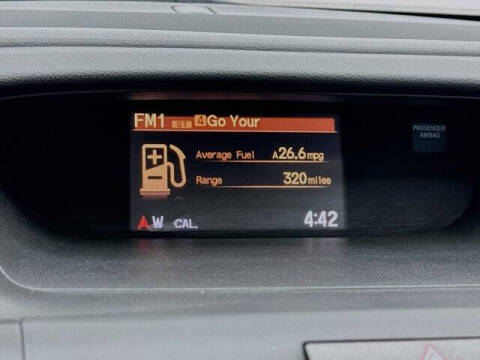 FM1 ST 4 Go Your
PASSENGER
AIRBAG
Average Fuel A26.6mpg
Range 320miles
W CAL. 4:42